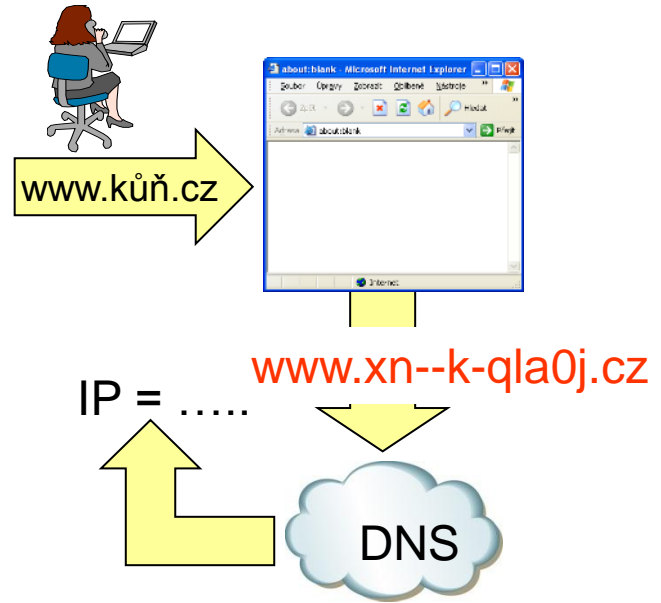 about:blank - Microsoft Internet Explorer
Soubor Úpravy Zobrazit Oblíbené Nástroje »
Zpět Hledat »
Adresa about:blank Přejít
www.kůň.cz
Internet
www.xn--k-qla0j.cz
IP = …..
DNS